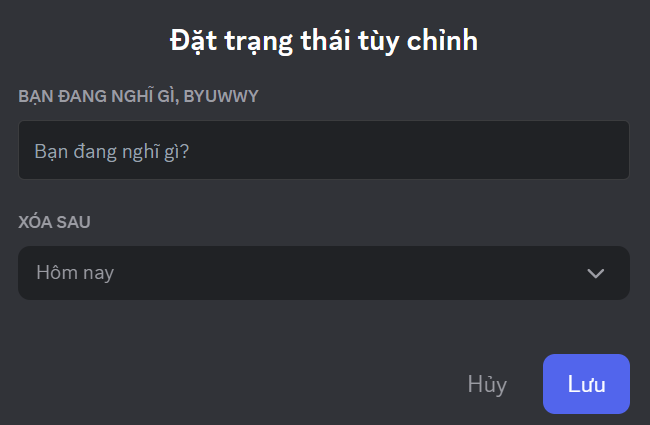 Đặt trạng thái tùy chỉnh
BẠN ĐANG NGHĨ GÌ, BYUWWY
Bạn đang nghĩ gì?
XÓA SAU
Hôm nay
Hủy
Lưu